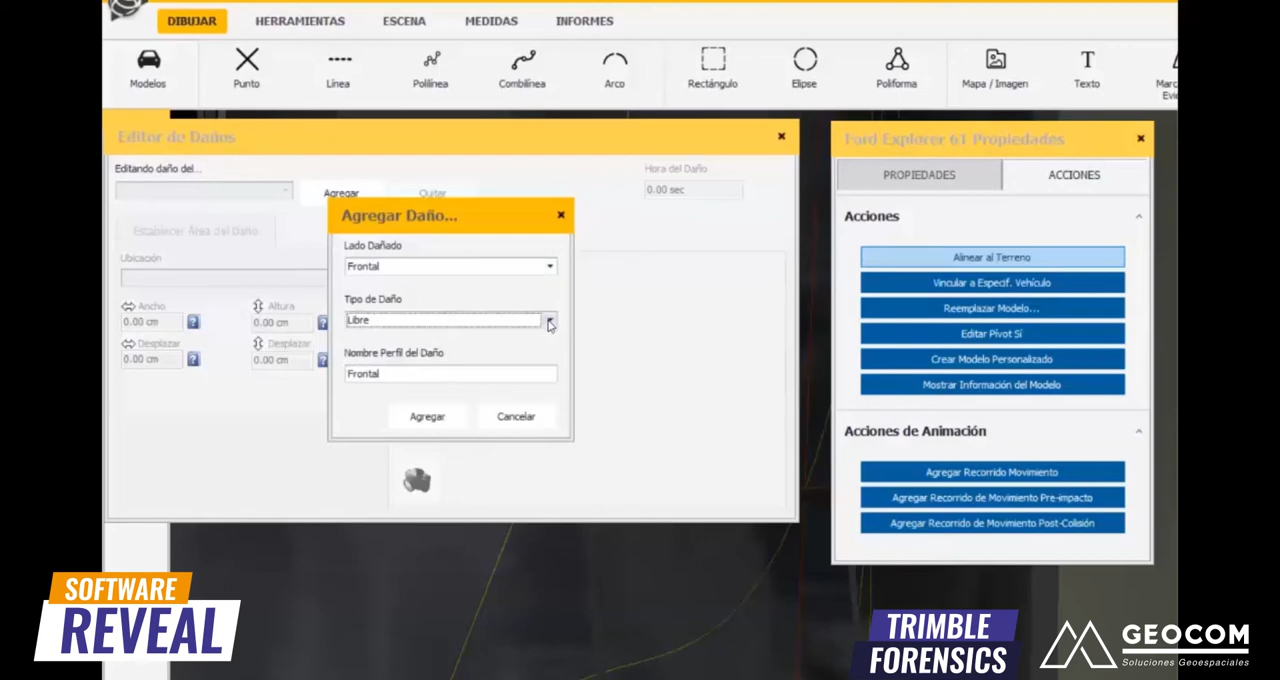 DIBUJAR HERRAMIENTAS ESCENA MEDIDAS INFORMES
Modelos Punto Línea Polilínea Combilínea Arco Rectángulo Elipse Poliforma Mapa / Imagen Texto
Editor de Daños
Editando daño del...
Agregar Quitar
Hora del Daño
0.00 sec
Establecer Área del Daño
Ubicación
Ancho Altura
0.00 cm ? 0.00 cm ?
Desplazar Desplazar
0.00 cm ? 0.00 cm ?
Agregar Daño...
Lado Dañado
Frontal
Tipo de Daño
Libre
Nombre Perfil del Daño
Frontal
Agregar Cancelar
Ford Explorer 61 Propiedades
PROPIEDADES ACCIONES
Acciones
Alinear al Terreno
Vincular a Especif. Vehículo
Reemplazar Modelo...
Editar Pivot Sí
Crear Modelo Personalizado
Mostrar Información del Modelo
Acciones de Animación
Agregar Recorrido Movimiento
Agregar Recorrido de Movimiento Pre-impacto
Agregar Recorrido de Movimiento Post-Colisión
SOFTWARE
REVEAL
TRIMBLE
FORENSICS
GEOCOM
Soluciones Geoespaciales